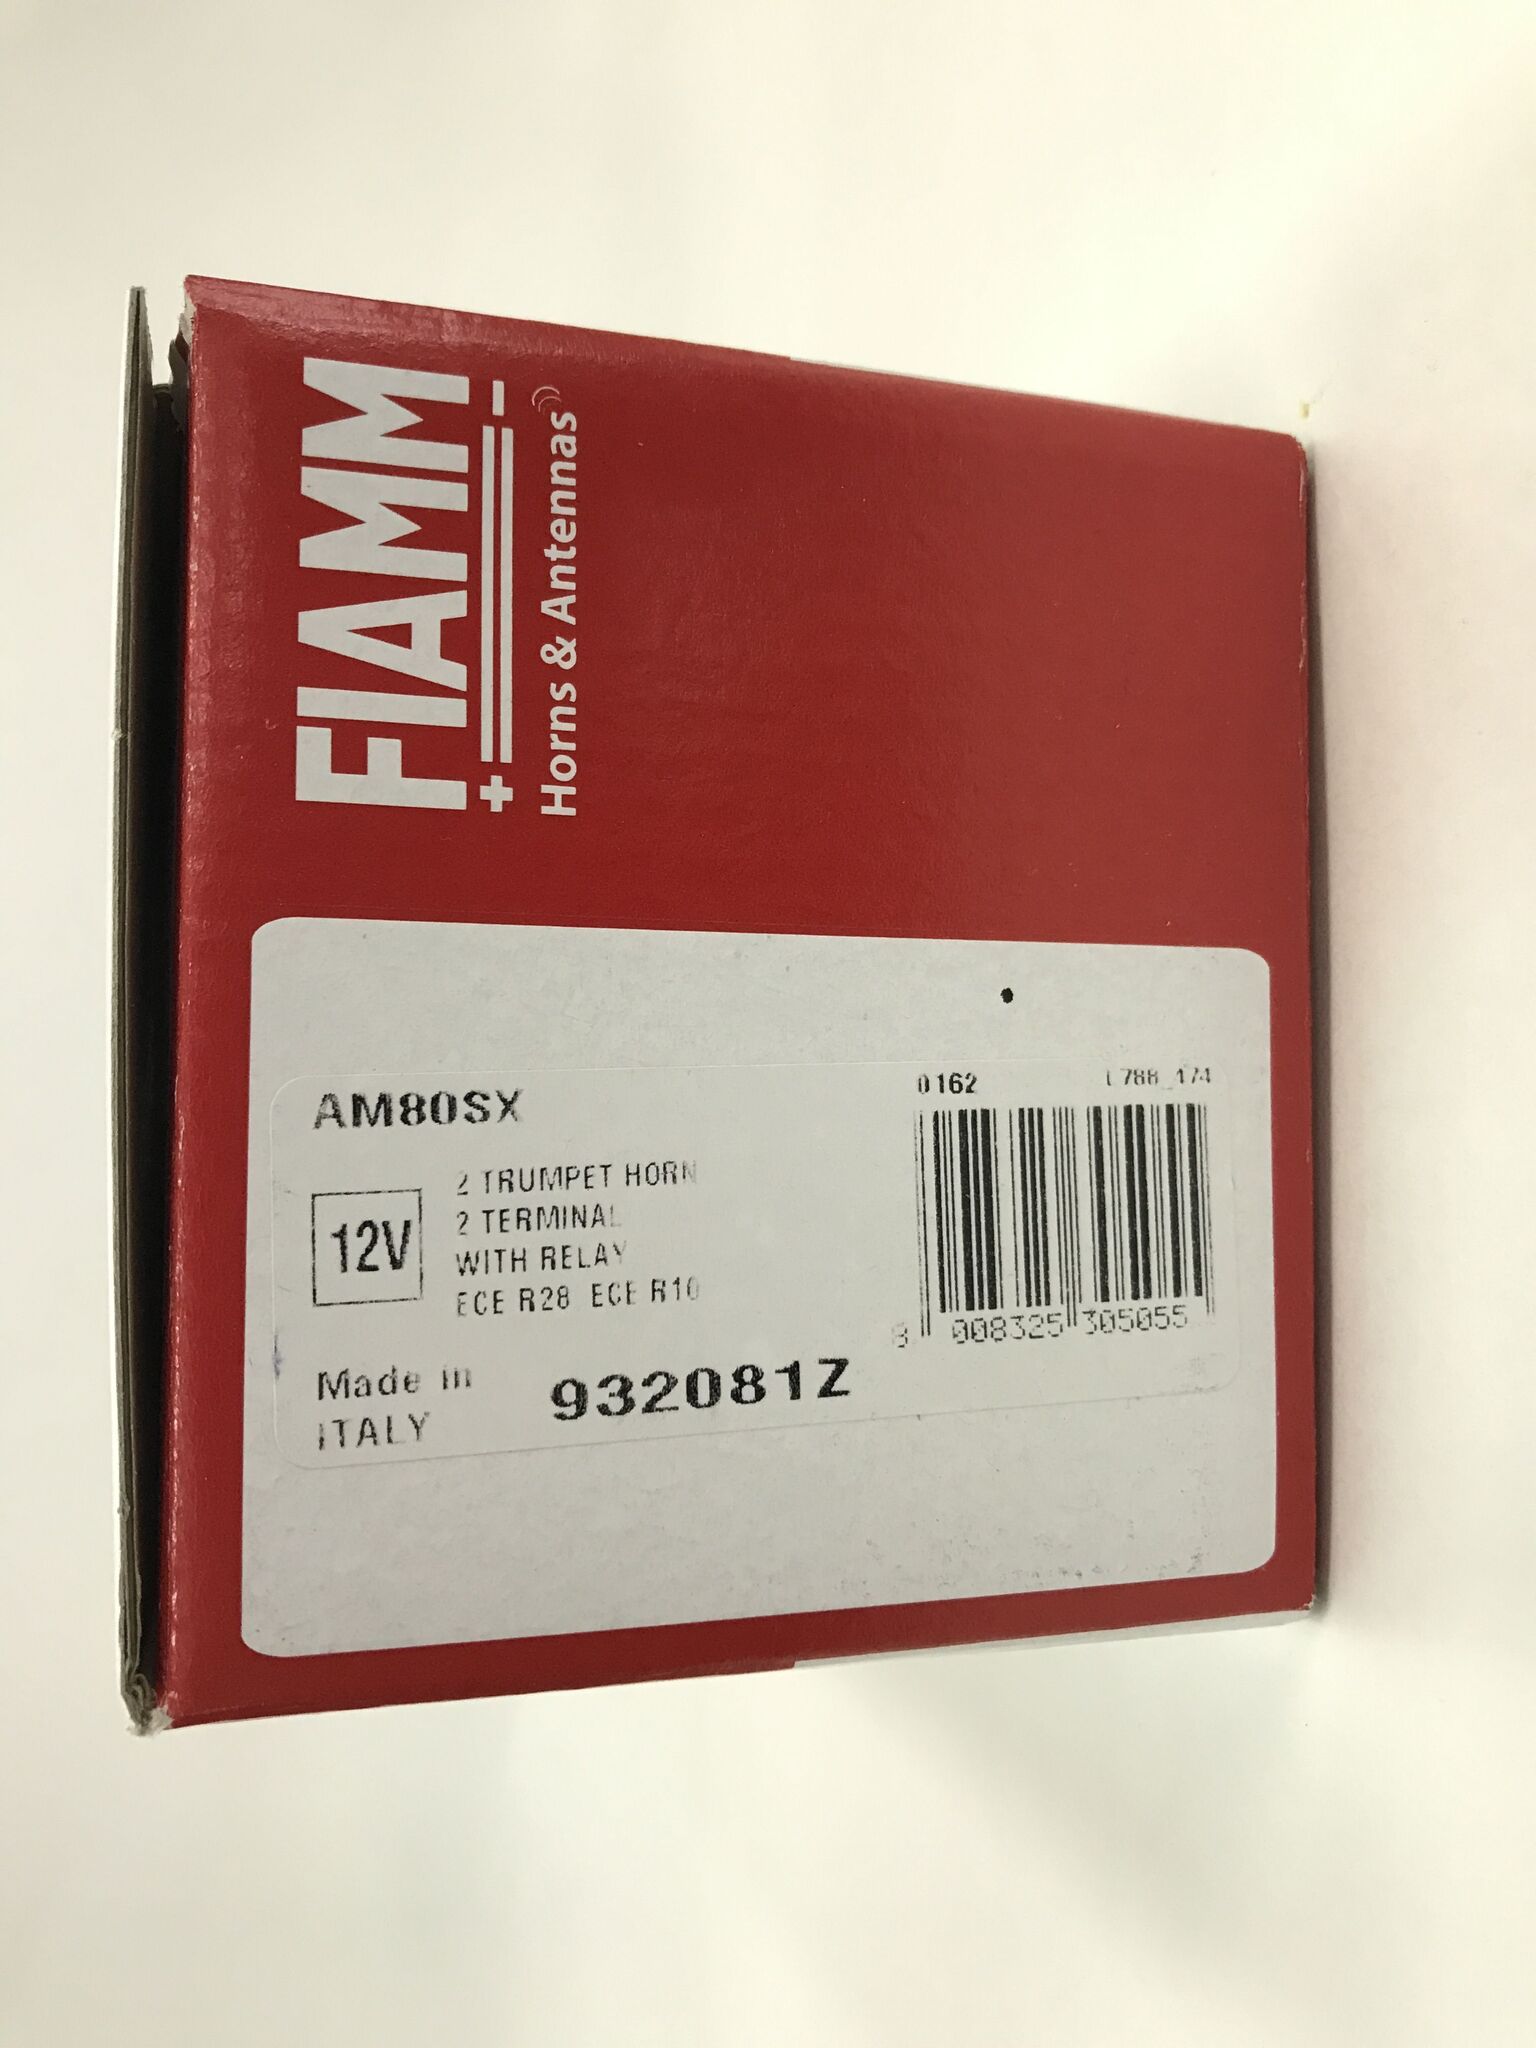 FIAMM
+ -
Horns & Antennas
AM80SX
12V
2 TRUMPET HORN
2 TERMINAL
WITH RELAY
ECE R28 ECE R10
Made in
ITALY
932081Z
0162
8 008325 305055